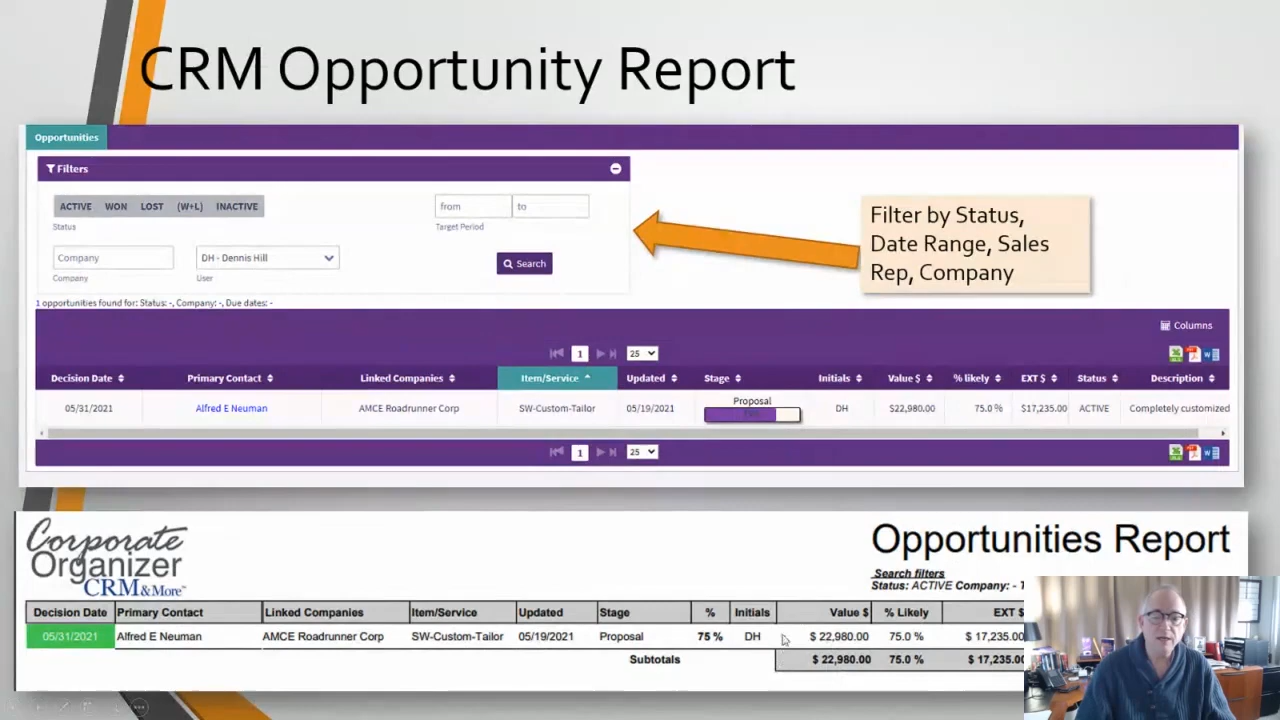 CRM Opportunity Report
Opportunities
Filters
ACTIVE WON LOST (W+L) INACTIVE
Status
from to
Target Period
Company
Company
DH - Dennis Hill
User
Search
Filter by Status,
Date Range, Sales
Rep, Company
1 opportunities found for: Status: -, Company: -, Due dates: -
Columns
1 25
Decision Date Primary Contact Linked Companies Item/Service Updated Stage Initials Value $ % likely EXT $ Status Description
05/31/2021 Alfred E Neuman AMCE Roadrunner Corp SW-Custom-Tailor 05/19/2021 Proposal DH $22,980.00 75.0 % $17,235.00 ACTIVE Completely customized
1 25
Corporate
Organizer
CRM &More™
Opportunities Report
Search filters
Status: ACTIVE Company: -
Decision Date Primary Contact Linked Companies Item/Service Updated Stage % Initials Value $ % Likely EXT $
05/31/2021 Alfred E Neuman AMCE Roadrunner Corp SW-Custom-Tailor 05/19/2021 Proposal 75 % DH $ 22,980.00 75.0 % $ 17,235.00
Subtotals $ 22,980.00 75.0 % $ 17,235.00